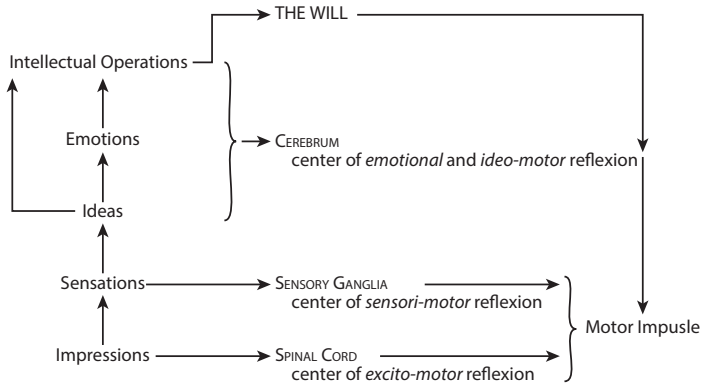 THE WILL
Intellectual Operations
Emotions
CEREBRUM
center of emotional and ideo-motor reflexion
Ideas
Sensations
SENSORY GANGLIA
center of sensori-motor reflexion
Motor Impusle
Impressions
SPINAL CORD
center of excito-motor reflexion